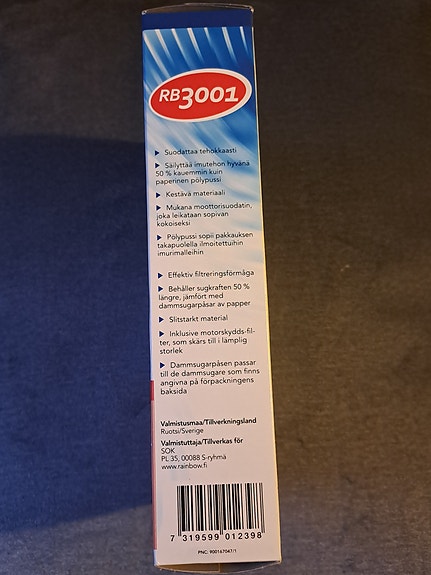 RB3001
▶ Suodattaa tehokkaasti
▶ Säilyttää imutehon hyvänä
50 % kauemmin kuin
paperinen pölypussi
▶ Kestävä materiaali
▶ Mukana moottorisuodatin,
joka leikataan sopivan
kokoiseksi
▶ Pölypussi sopii pakkauksen
takapuolella ilmoitettuihin
imurimalleihin
▶ Effektiv filtreringsförmåga
▶ Behåller sugkraften 50 %
längre, jämfört med
dammsugarpåsar av papper
▶ Slitstarkt material
▶ Inklusive motorskydds-fil-
ter, som skärs till i lämplig
storlek
▶ Dammsugarpåsen passar
till de dammsugare som finns
angivna på förpackningens
baksida
Valmistusmaa/Tillverkningsland
Ruotsi/Sverige
Valmistuttaja/Tillverkas för
SOK
PL 35, 00088 S-ryhmä
www.rainbow.fi
7 319599 012398
PNC: 900167047/1